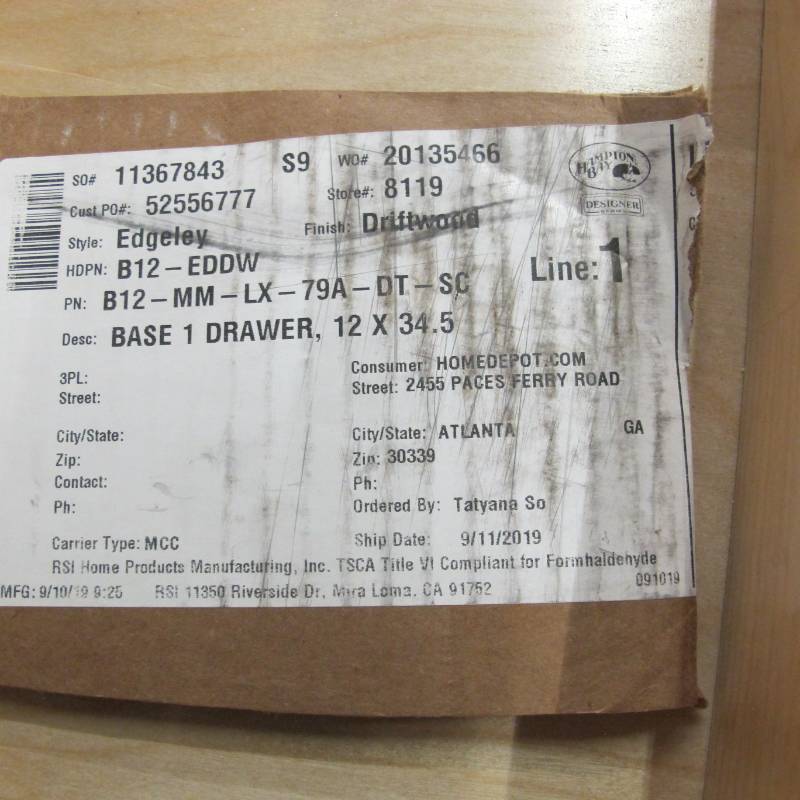 SO# 11367843 S9 WO# 20135466
HAMPTON BAY
DESIGNER
Cust PO#: 52556777 Store#: 8119
Style: Edgeley Finish: Driftwood
HDPN: B12-EDDW Line: 1
PN: B12-MM-LX-79A-DT-SC
Desc: BASE 1 DRAWER, 12 X 34.5
3PL: Consumer: HOMEDEPOT.COM
Street: Street: 2455 PACES FERRY ROAD
City/State: City/State: ATLANTA GA
Zip: Zip: 30339
Contact: Ph:
Ph: Ordered By: Tatyana So
Carrier Type: MCC Ship Date: 9/11/2019
RSI Home Products Manufacturing, Inc. TSCA Title VI Compliant for Formhaldehyde
MFG: 9/10/19 9:25 RSI 11350 Riverside Dr, Mira Loma, CA 91752 091019